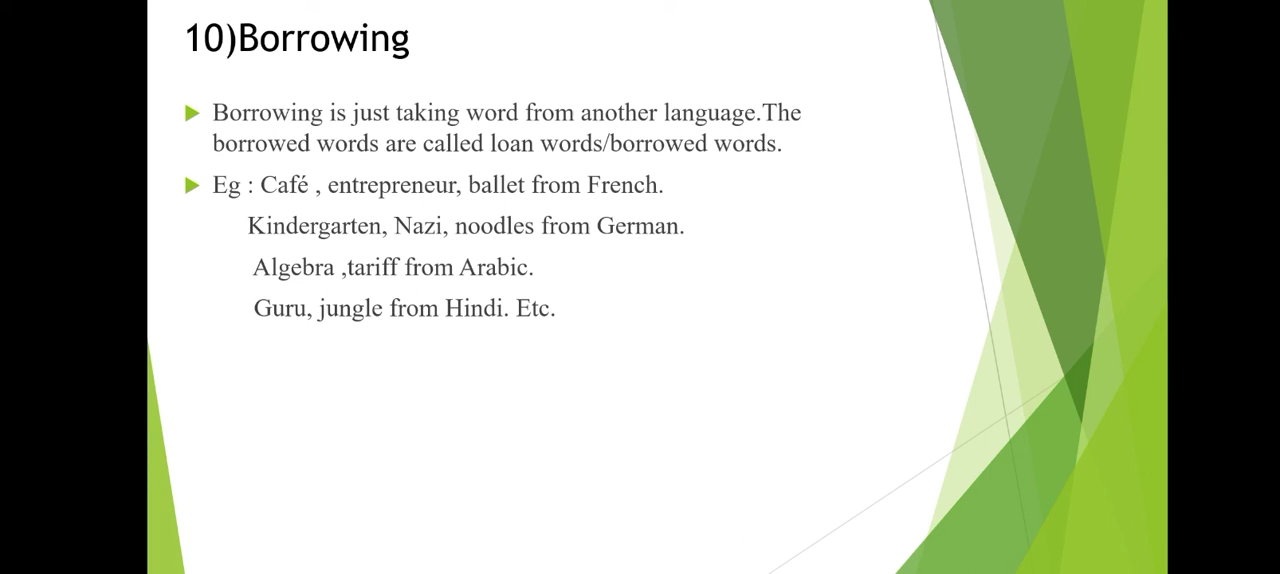 10)Borrowing
Borrowing is just taking word from another language.The
borrowed words are called loan words/borrowed words.
Eg : Café , entrepreneur, ballet from French.
Kindergarten, Nazi, noodles from German.
Algebra ,tariff from Arabic.
Guru, jungle from Hindi. Etc.